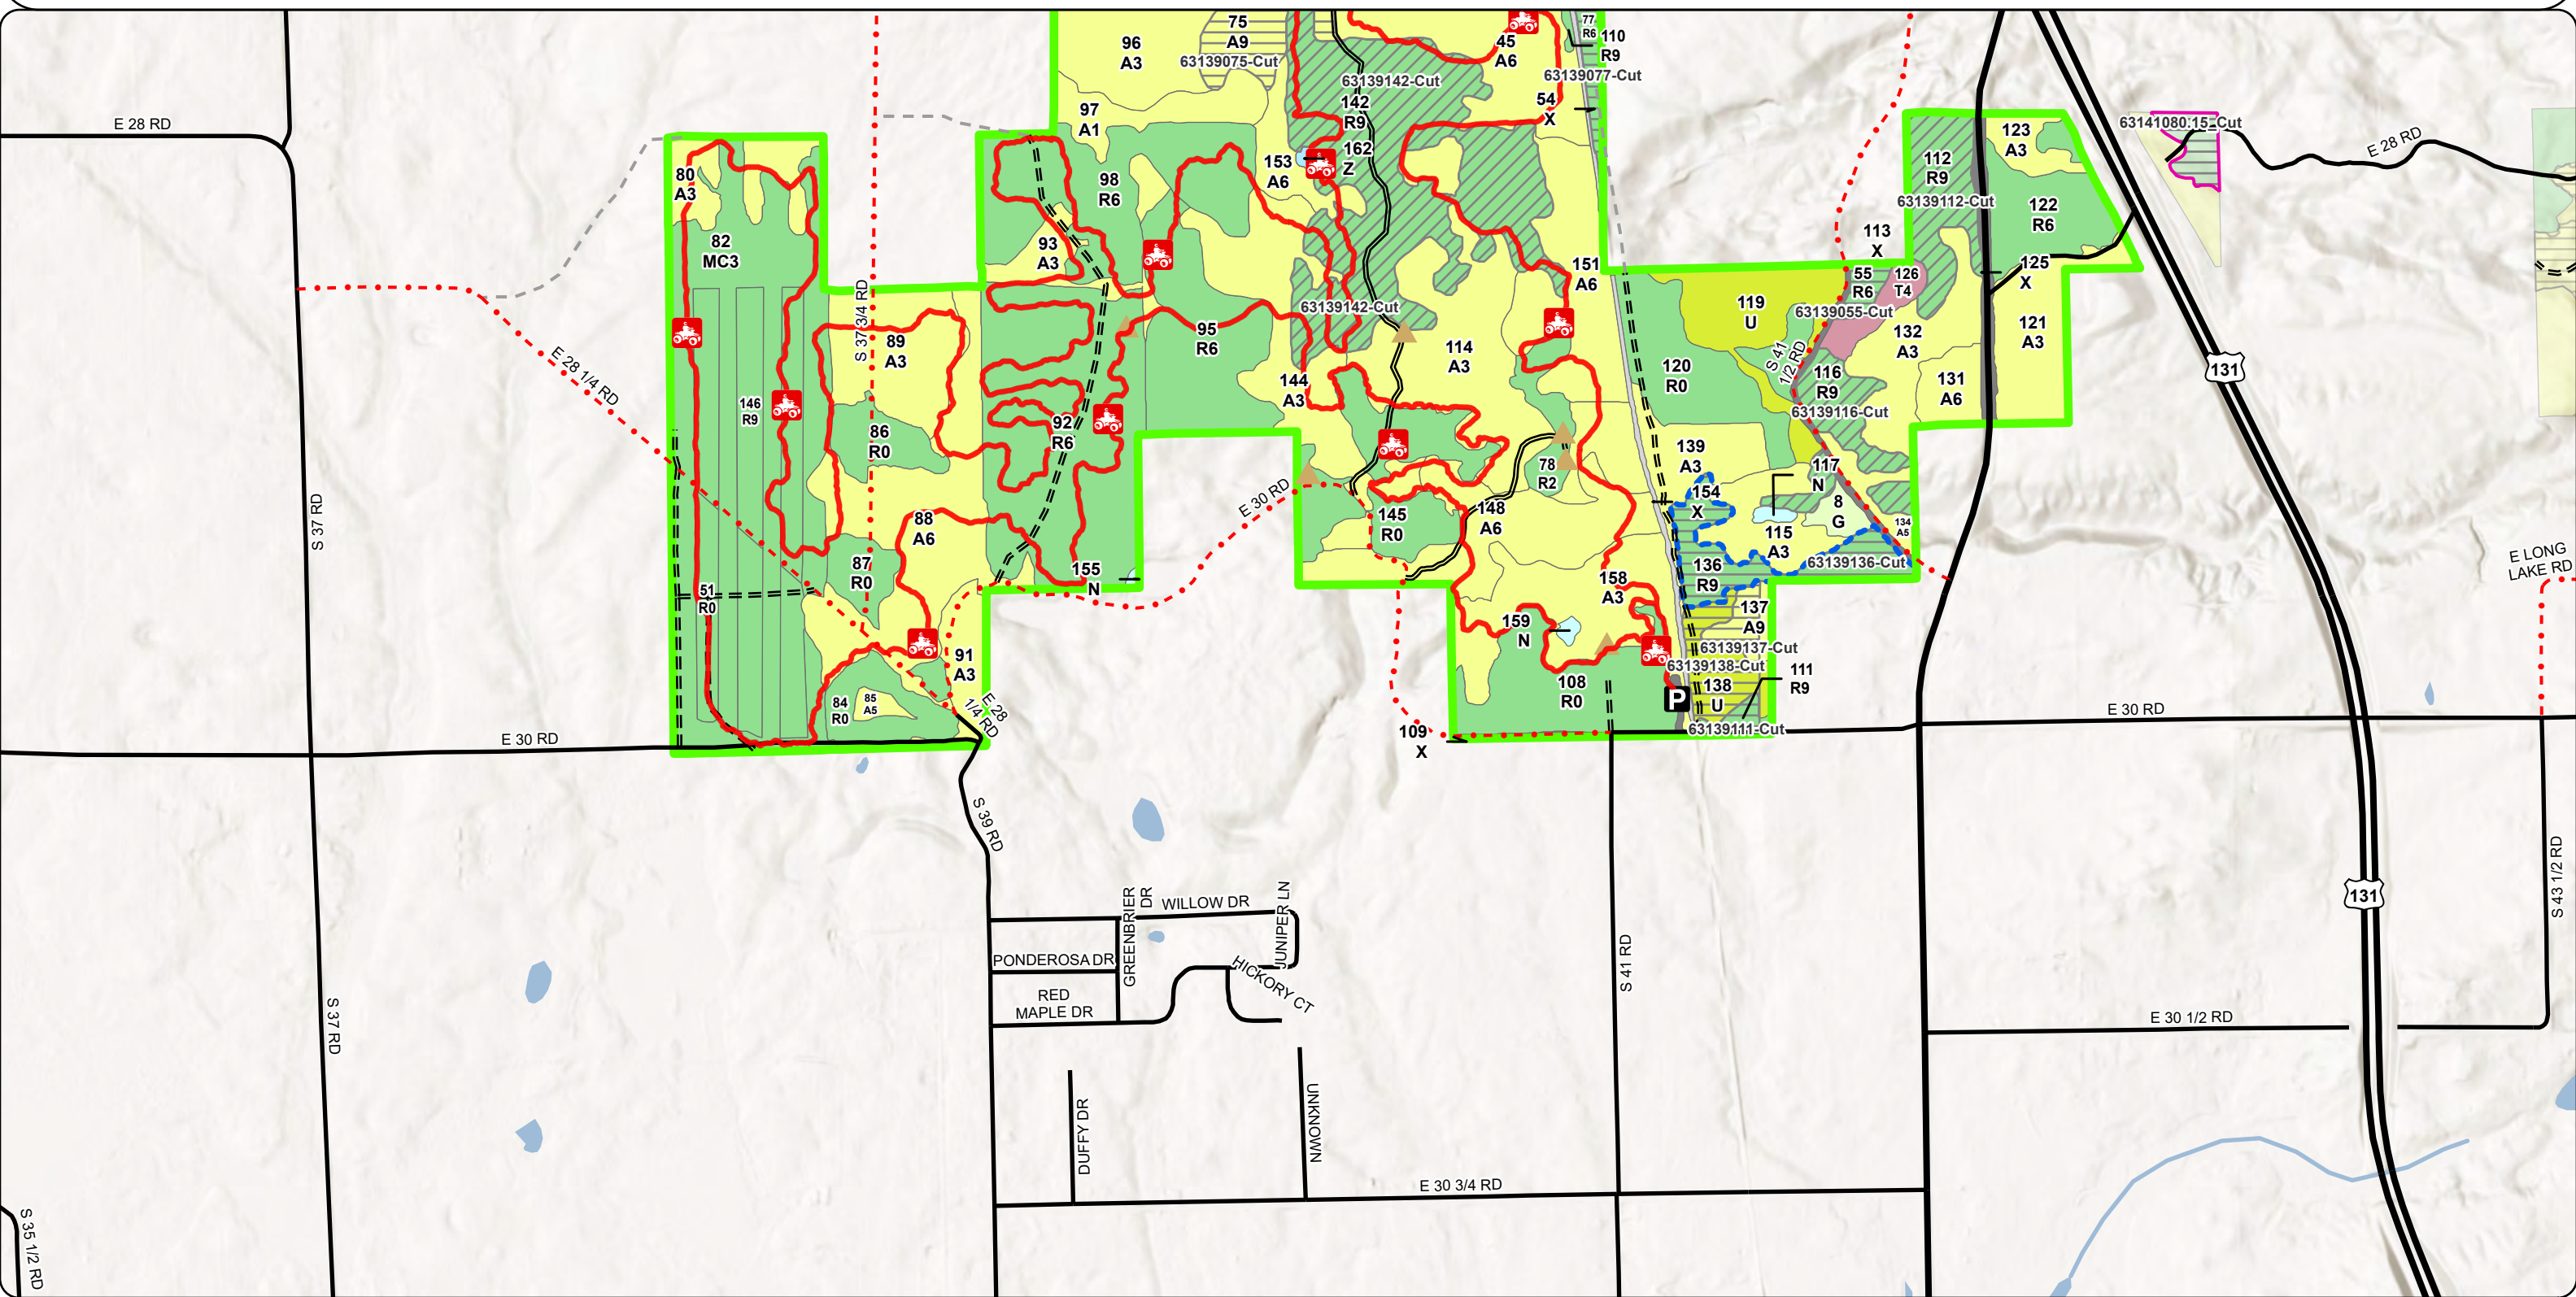 75
A9
63139075-Cut
96
A3
97
A1
45
A6
77
R6
110
R9
63139077-Cut
63139142-Cut
142
R9
54
X
162
Z
153
A6
E 28 RD
80
A3
82
MC3
98
R6
93
A3
123
A3
112
R9
63139112-Cut
122
R6
113
X
125
X
63141080:15-Cut
E 28 RD
151
A6
119
U
55
R6
126
T4
63139055-Cut
132
A3
121
A3
131
A6
63139142-Cut
114
A3
144
A3
95
R6
S 37 3/4 RD
89
A3
86
R0
146
R9
E 28 1/4 RD
92
R6
120
R0
S 41
1/2 RD
116
R9
63139116-Cut
131
S 37 RD
E 30 RD
78
R2
139
A3
117
N
154
X
8
G
134
A5
115
A3
63139136-Cut
136
R9
145
R0
148
A6
88
A6
87
R0
155
N
51
R0
158
A3
159
N
137
A9
63139137-Cut
63139138-Cut
138
U
111
R9
108
R0
P
63139111-Cut
109
X
91
A3
85
A5
84
R0
E 28
1/4 RD
E 30 RD
E 30 RD
E LONG
LAKE RD
S 39 RD
S 37 RD
GREENBRIER
DR
WILLOW DR
JUNIPER LN
PONDEROSA DR
HICKORY CT
RED
MAPLE DR
DUFFY DR
UNKNOWN
S 41 RD
E 30 3/4 RD
E 30 1/2 RD
131
S 43 1/2 RD
S 35 1/2 RD